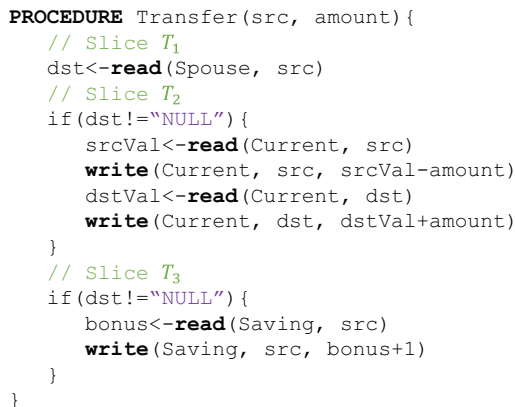 PROCEDURE Transfer(src, amount){
// Slice T₁
dst<-read(Spouse, src)
// Slice T₂
if(dst!=“NULL”){
srcVal<-read(Current, src)
write(Current, src, srcVal-amount)
dstVal<-read(Current, dst)
write(Current, dst, dstVal+amount)
}
// Slice T₃
if(dst!=“NULL”){
bonus<-read(Saving, src)
write(Saving, src, bonus+1)
}
}